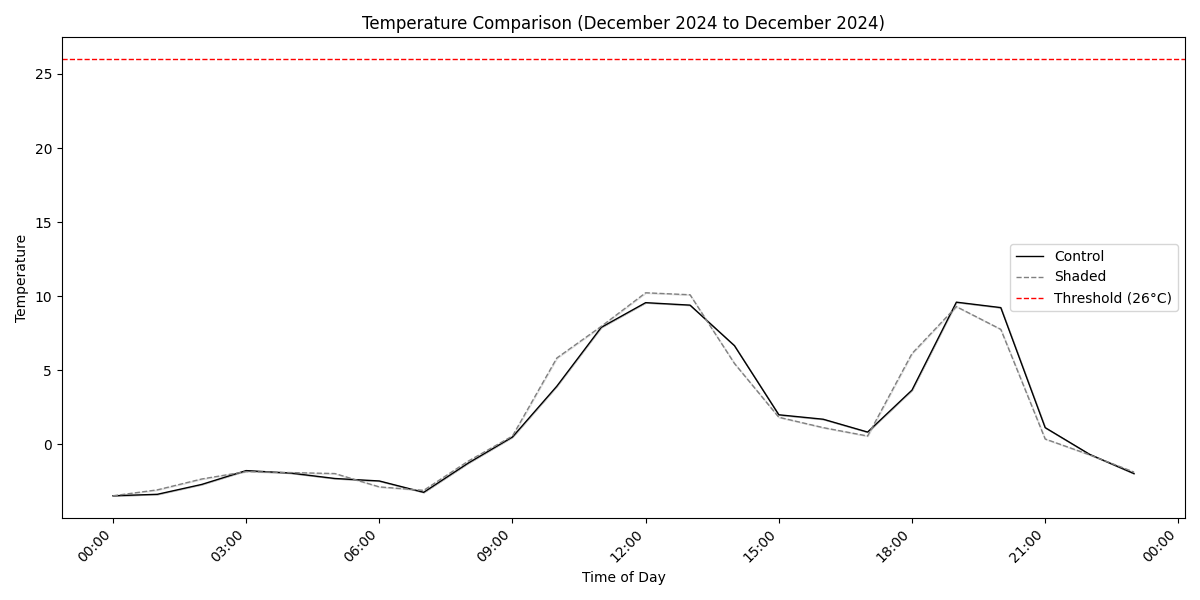 Temperature Comparison (December 2024 to December 2024)
25
20
15
10
5
0
Temperature
Control
Shaded
Threshold (26°C)
00:00
03:00
06:00
09:00
12:00
15:00
18:00
21:00
00:00
Time of Day